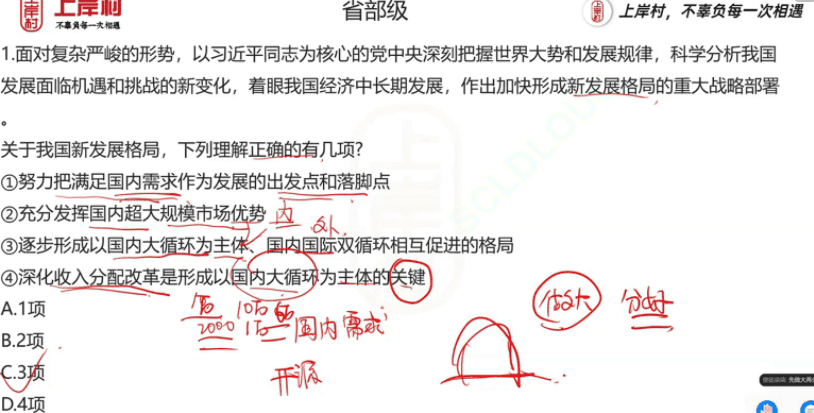 上岸村
不辜负每一次相遇
省部级
上岸村,不辜负每一次相遇
1.面对复杂严峻的形势,以习近平同志为核心的党中央深刻把握世界大势和发展规律,科学分析我国
发展面临机遇和挑战的新变化,着眼我国经济中长期发展,作出加快形成新发展格局的重大战略部署
。
关于我国新发展格局,下列理解正确的有几项?
①努力把满足国内需求作为发展的出发点和落脚点
②充分发挥国内超大规模市场优势 内 外
③逐步形成以国内大循环为主体、国内国际双循环相互促进的格局
④深化收入分配改革是形成以国内大循环为主体的关键
A.1项
B.2项
C.3项
D.4项
2000
国内需求
开源
做大
分好